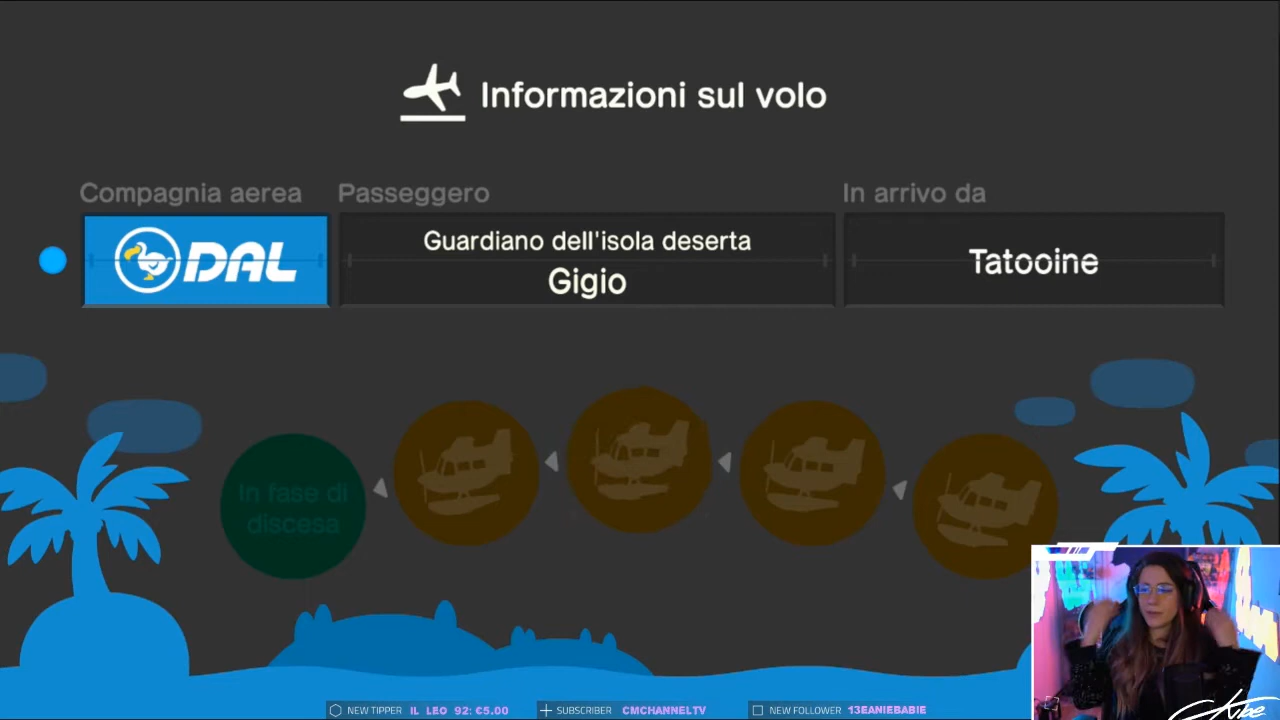 Informazioni sul volo
Compagnia aerea
Passeggero
In arrivo da
DAL
Guardiano dell'isola deserta
Gigio
Tatooine
In fase di
discesa
NEW TIPPER IL LEO 92: €5.00
SUBSCRIBER CMCHANNELTV
NEW FOLLOWER 13EANIEBABIE